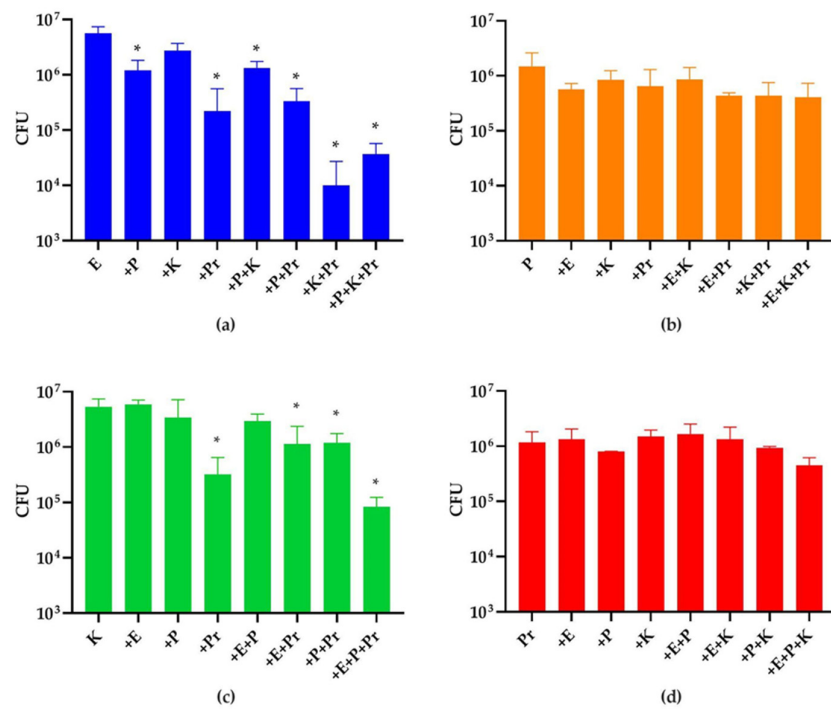 10⁷
10⁶
10⁵
10⁴
10³
CFU
* * * * * *
E +P +K +Pr +P+K +P+Pr +K+Pr +P+K+Pr
(a)
10⁷
10⁶
10⁵
10⁴
10³
CFU
P +E +K +Pr +E+K +E+Pr +K+Pr +E+K+Pr
(b)
10⁷
10⁶
10⁵
10⁴
10³
CFU
* * * *
K +E +P +Pr +E+P +E+Pr +P+Pr +E+P+Pr
(c)
10⁷
10⁶
10⁵
10⁴
10³
CFU
Pr +E +P +K +E+P +E+K +P+K +E+P+K
(d)